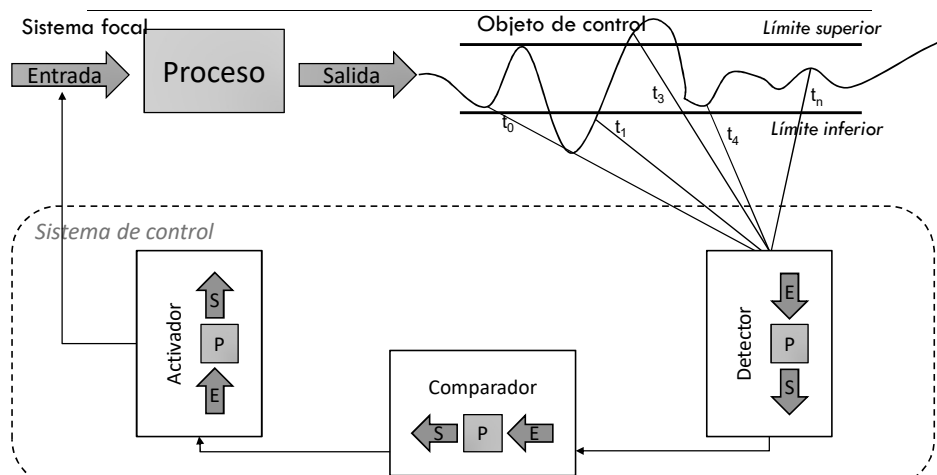 Sistema focal
Objeto de control
Límite superior
Entrada
Proceso
Salida
t0
t1
t3
t4
tn
Límite inferior
Sistema de control
Activador
S
P
E
Comparador
S
P
E
Detector
E
P
S